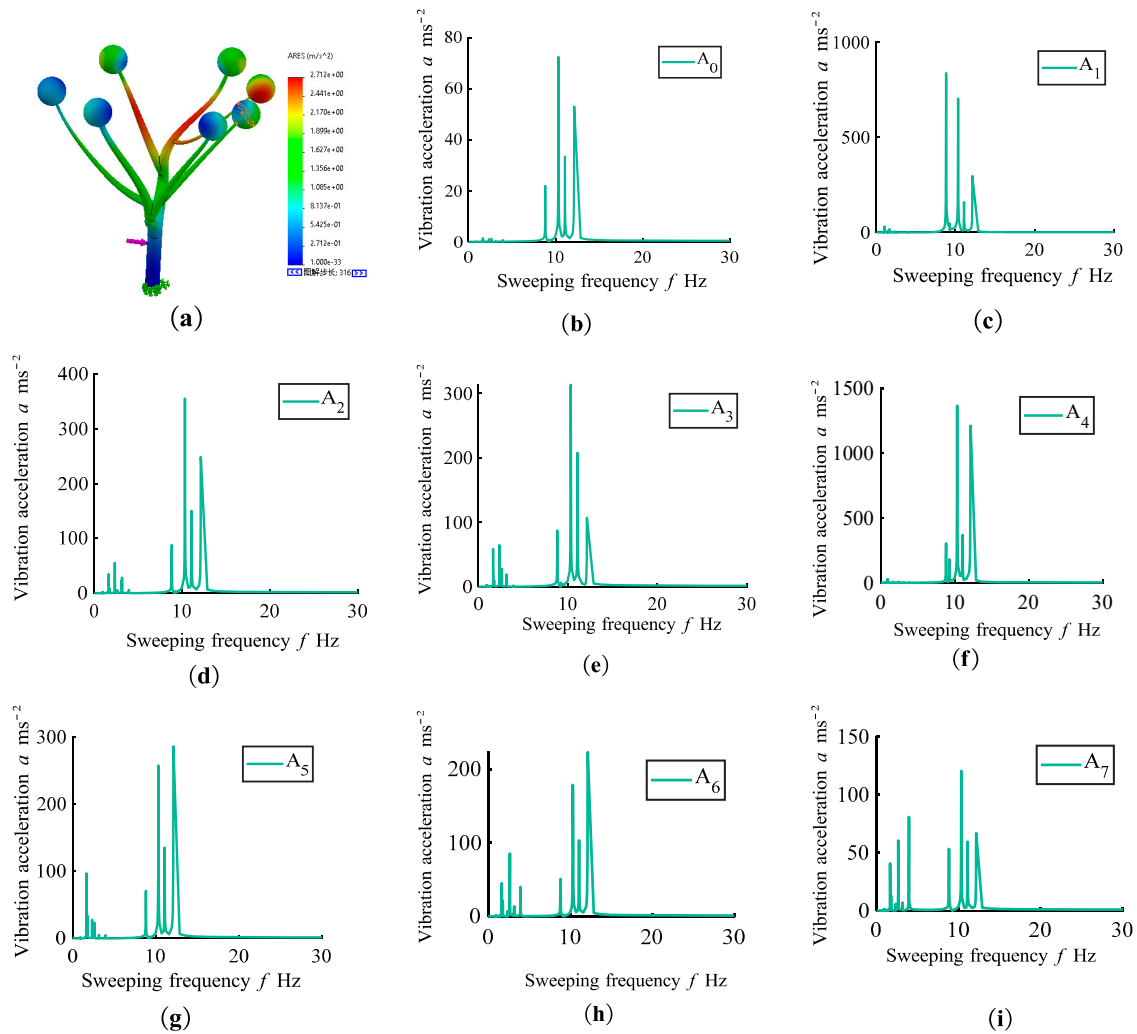 ARES (m/s^2)
2.712e+00
2.441e+00
2.170e+00
1.899e+00
1.627e+00
1.356e+00
1.085e+00
8.137e-01
5.425e-01
2.712e-01
1.000e-33
<< 图解步长: 316 >>
(a)
Vibration acceleration a ms⁻²
80
60
40
20
0
0 10 20 30
A₀
Sweeping frequency f Hz
(b)
Vibration acceleration a ms⁻²
1000
500
0
0 10 20 30
A₁
Sweeping frequency f Hz
(c)
Vibration acceleration a ms⁻²
400
300
200
100
0
0 10 20 30
A₂
Sweeping frequency f Hz
(d)
Vibration acceleration a ms⁻²
300
200
100
0
0 10 20 30
A₃
Sweeping frequency f Hz
(e)
Vibration acceleration a ms⁻²
1500
1000
500
0
0 10 20 30
A₄
Sweeping frequency f Hz
(f)
Vibration acceleration a ms⁻²
300
200
100
0
0 10 20 30
A₅
Sweeping frequency f Hz
(g)
Vibration acceleration a ms⁻²
200
100
0
0 10 20 30
A₆
Sweeping frequency f Hz
(h)
Vibration acceleration a ms⁻²
150
100
50
0
0 10 20 30
A₇
Sweeping frequency f Hz
(i)